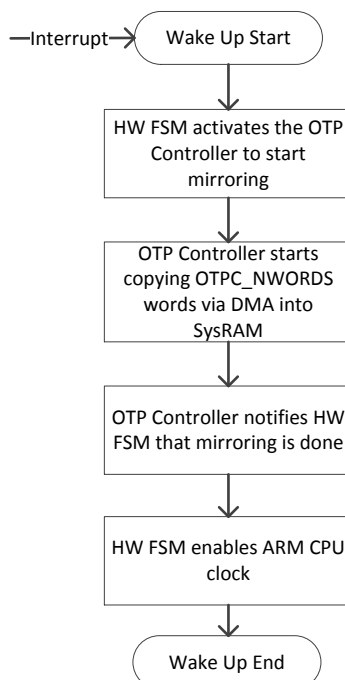 Interrupt
Wake Up Start
HW FSM activates the OTP
Controller to start
mirroring
OTP Controller starts
copying OTPC_NWORDS
words via DMA into
SysRAM
OTP Controller notifies HW
FSM that mirroring is done
HW FSM enables ARM CPU
clock
Wake Up End